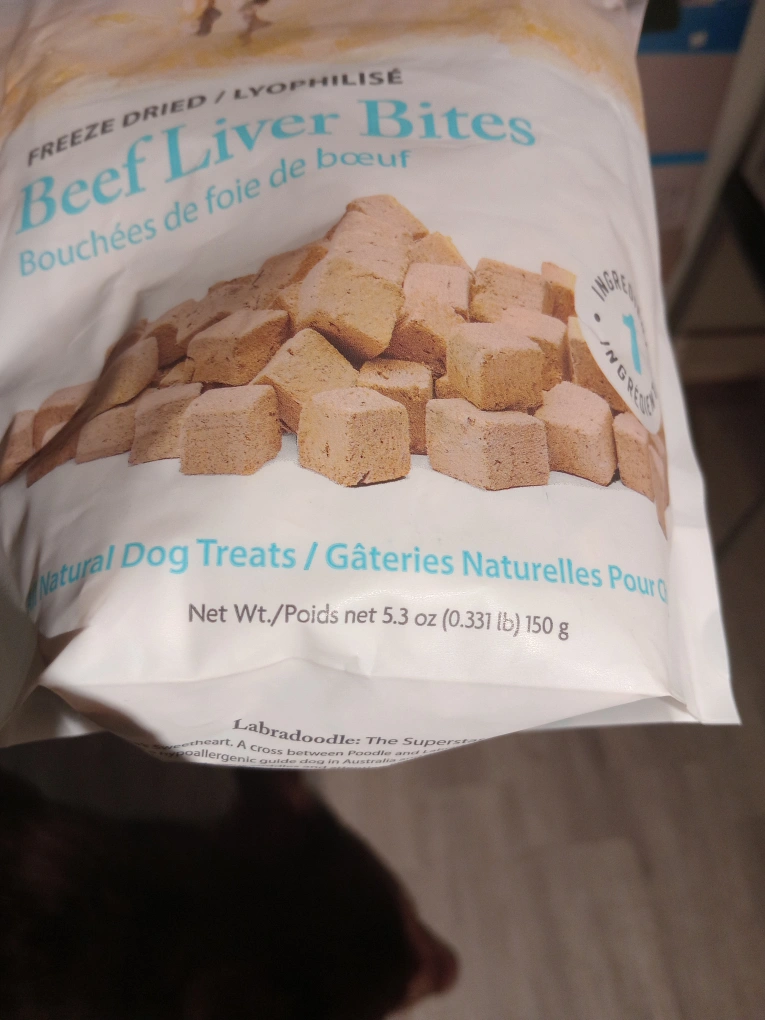 FREEZE DRIED / LYOPHILISÉ
Beef Liver Bites
Bouchées de foie de bœuf
1
INGRÉDIENT
Natural Dog Treats / Gâteries Naturelles Pour
Net Wt./Poids net 5.3 oz (0.331 lb) 150 g
Labradoodle: The Supersta
Sweetheart. A cross between Poodle and
hypoallergenic guide dog in Australia